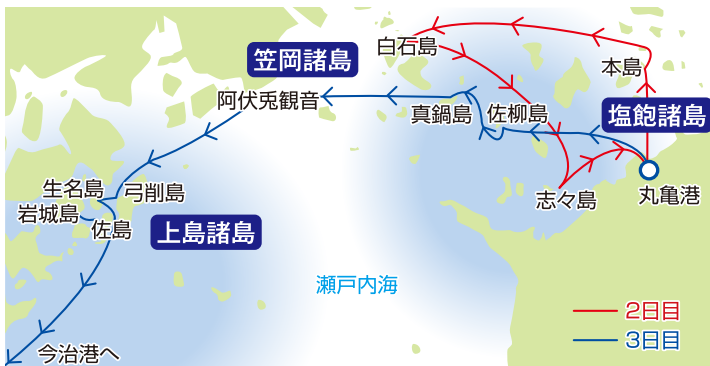 白石島
本島
笠岡諸島
阿伏兎観音
真鍋島
佐柳島
塩飽諸島
志々島
丸亀港
生名島
弓削島
岩城島
佐島
上島諸島
瀬戸内海
2日目
3日目
今治港へ